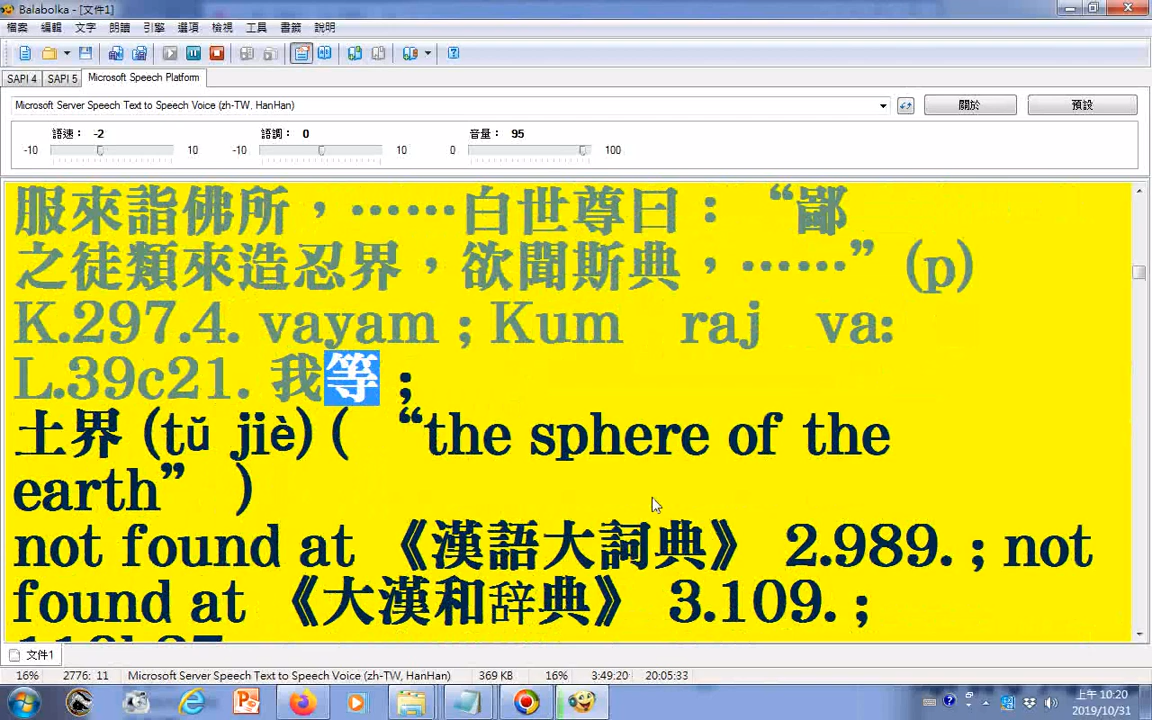 Balabolka - [文件1]
檔案 編輯 文字 朗讀 引擎 選項 檢視 工具 書籤 說明
SAPI 4 SAPI 5 Microsoft Speech Platform
Microsoft Server Speech Text to Speech Voice (zh-TW, HanHan) 關於 預設
語速： -2 語調： 0 音量： 95
-10 10 -10 10 0 100
服來詣佛所，……白世尊曰：“鄙
之徒類來造忍界，欲聞斯典，……” (p)
K.297.4. vayam ; Kum raj va:
L.39c21. 我等 ;
土界 (tǔ jiè) ( “the sphere of the
earth” )
not found at 《漢語大詞典》 2.989. ; not
found at 《大漢和辞典》 3.109. ;
文件1
16% 2776: 11 Microsoft Server Speech Text to Speech Voice (zh-TW, HanHan) 369 KB 16% 3:49:20 20:05:33
上午 10:20
2019/10/31